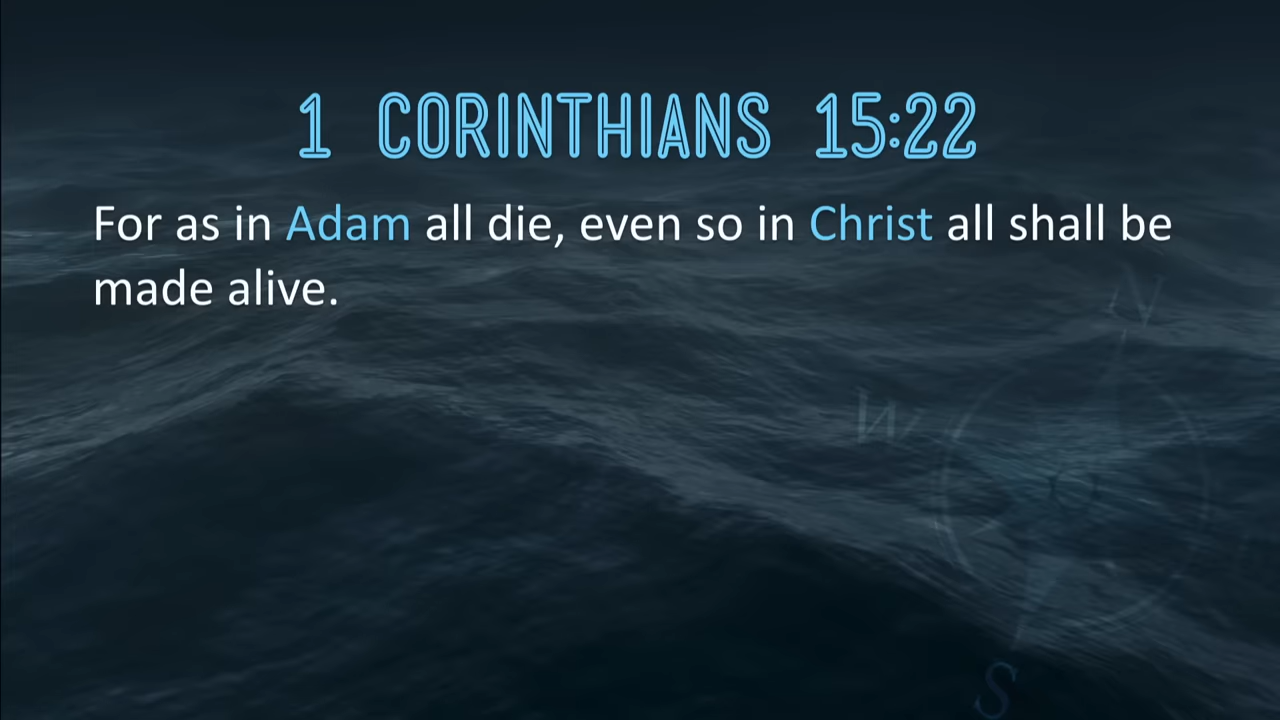 1 CORINTHIANS 15:22
For as in Adam all die, even so in Christ all shall be
made alive.
N
W
S